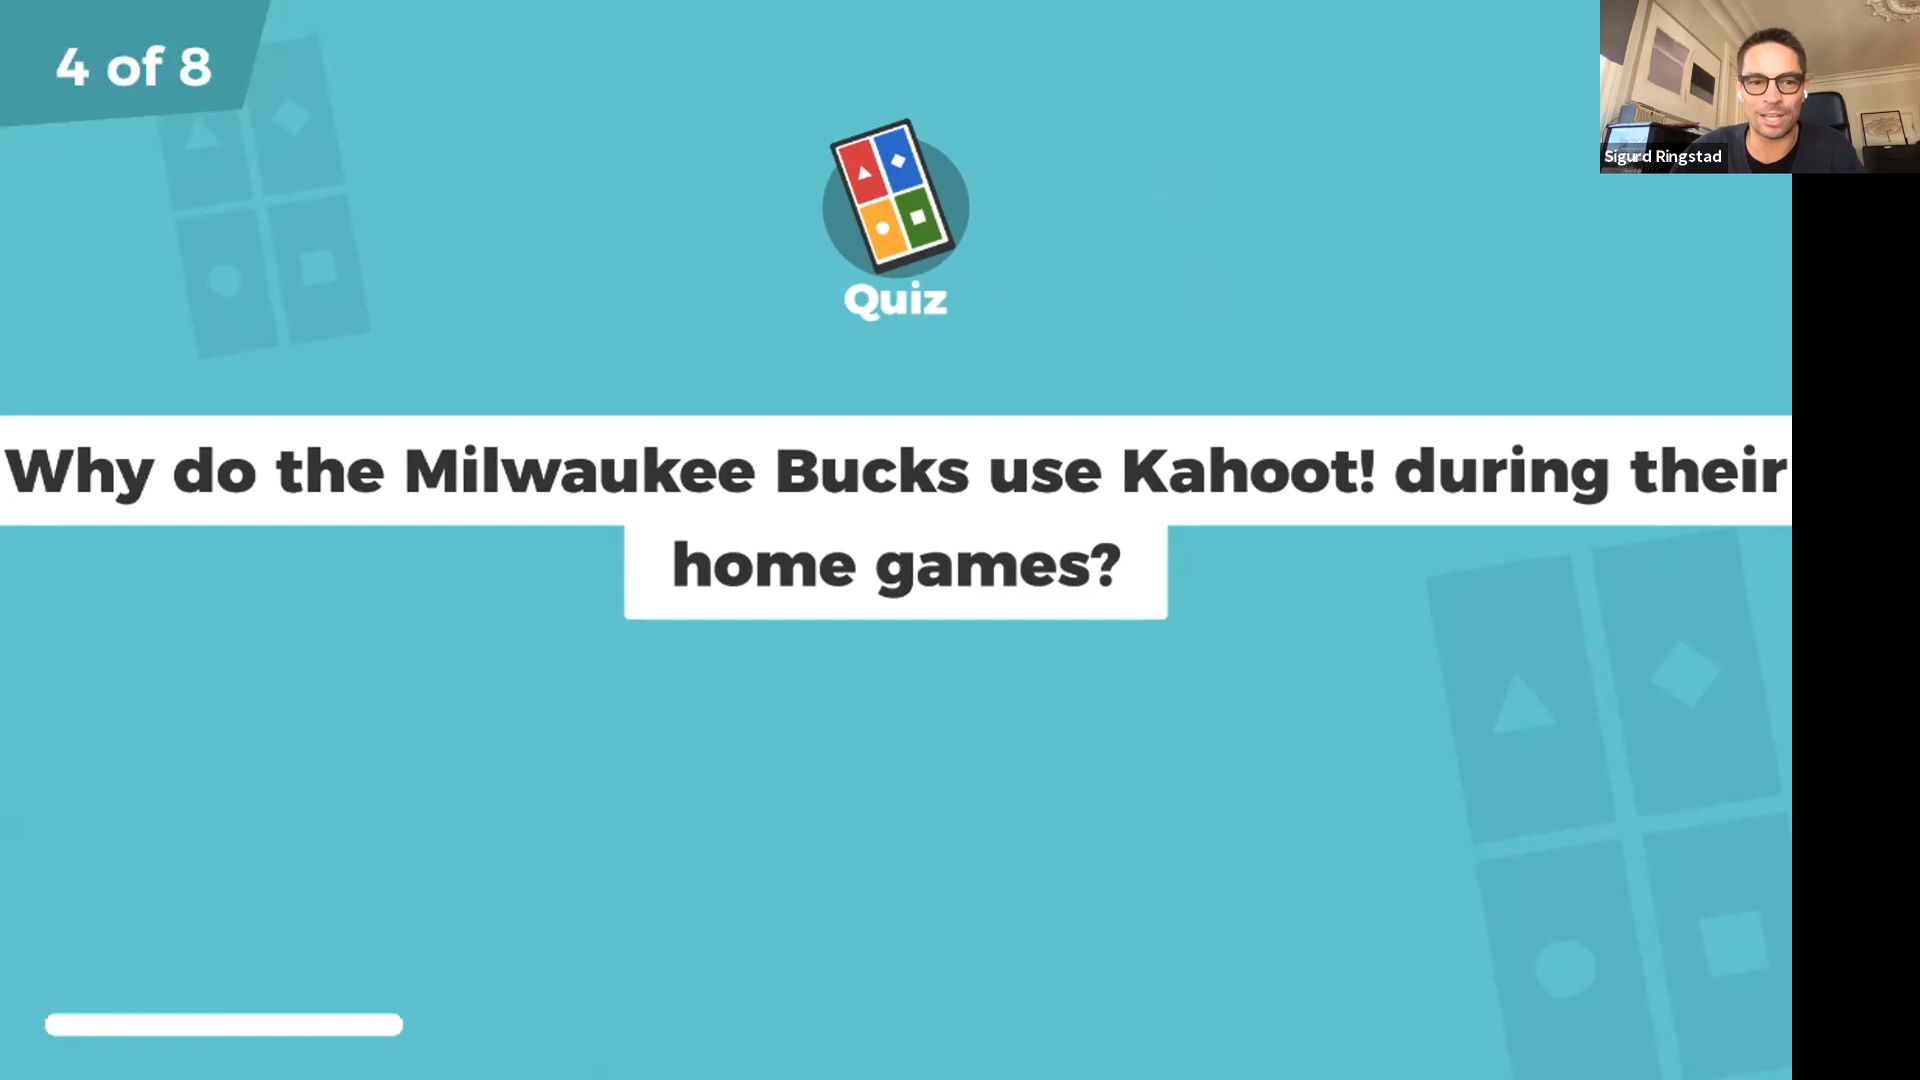 4 of 8
Sigurd Ringstad
Quiz
Why do the Milwaukee Bucks use Kahoot! during their
home games?